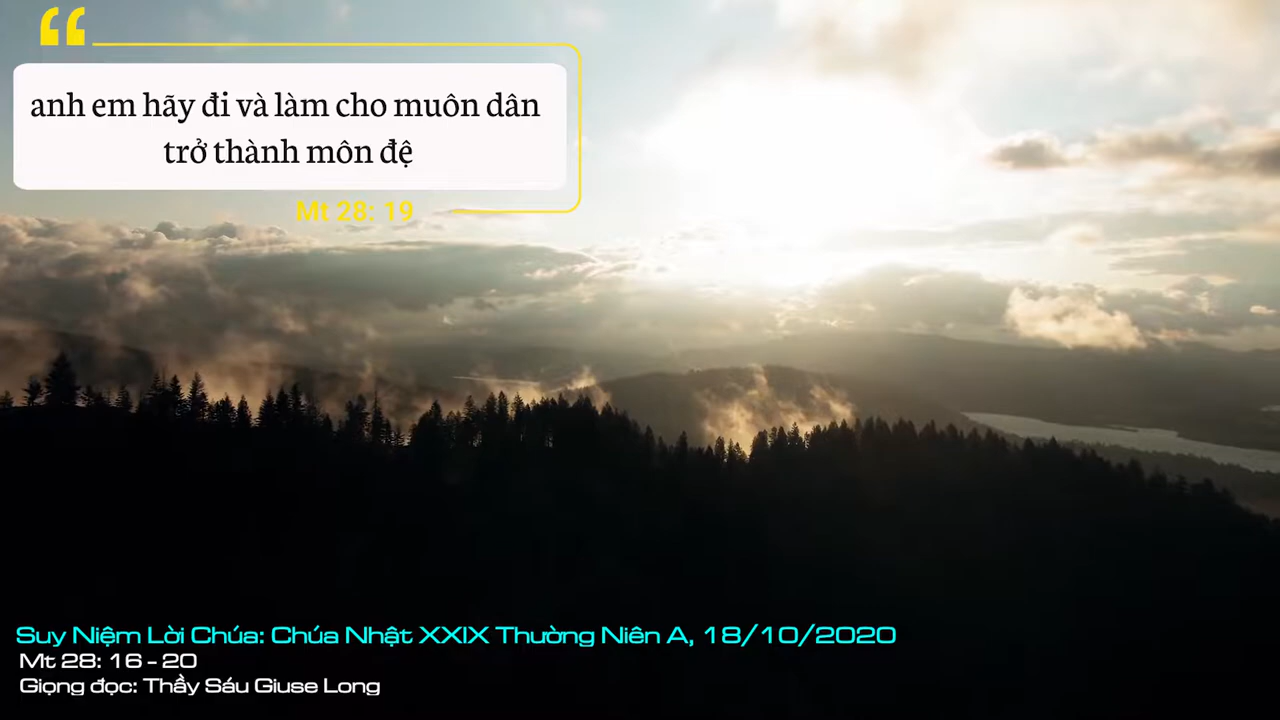 “
anh em hãy đi và làm cho muôn dân
trở thành môn đệ
Mt 28: 19
Suy Niệm Lời Chúa: Chúa Nhật XXIX Thường Niên A, 18/10/2020
Mt 28: 16 - 20
Giọng đọc: Thầy Sáu Giuse Long